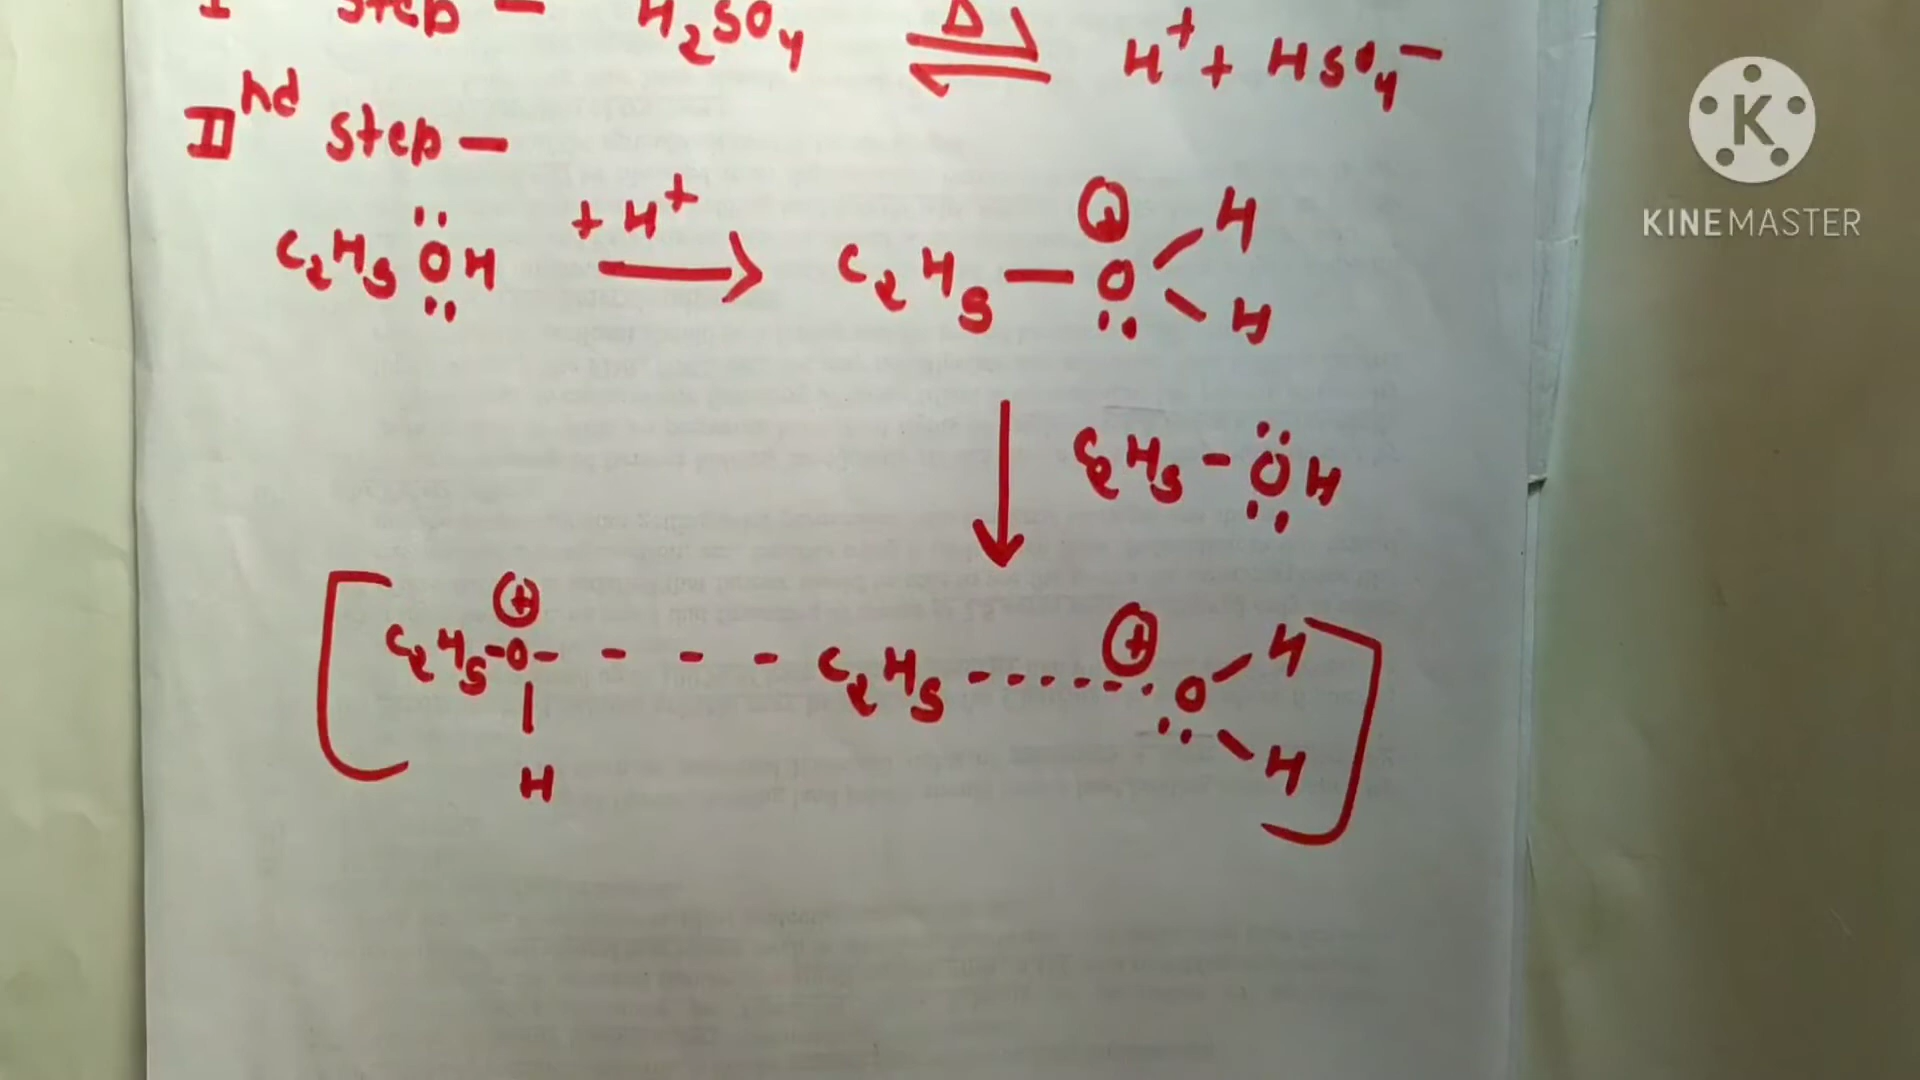 I step - H2SO4 Δ ⇌ H+ + HSO4-
IInd step -
C2H5ÖH +H+ → C2H5 - O⊕ H H
↓ C2H5 - ÖH
[ C2H5-O⊕- - - - C2H5 ...... O⊕ H H ]
H
K
KINEMASTER